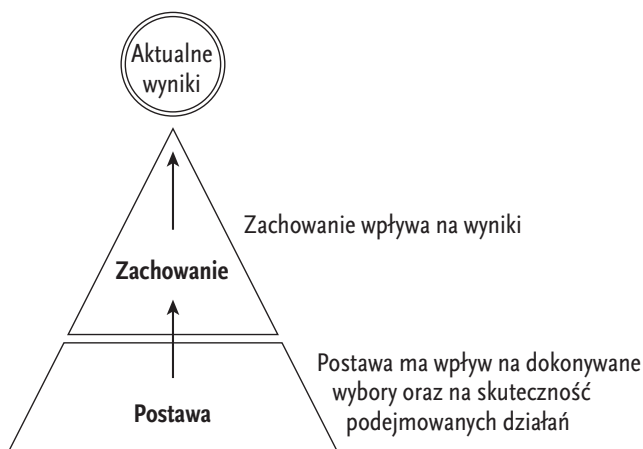 Aktualne
wyniki
Zachowanie wpływa na wyniki
Zachowanie
Postawa ma wpływ na dokonywane
wybory oraz na skuteczność
podejmowanych działań
Postawa